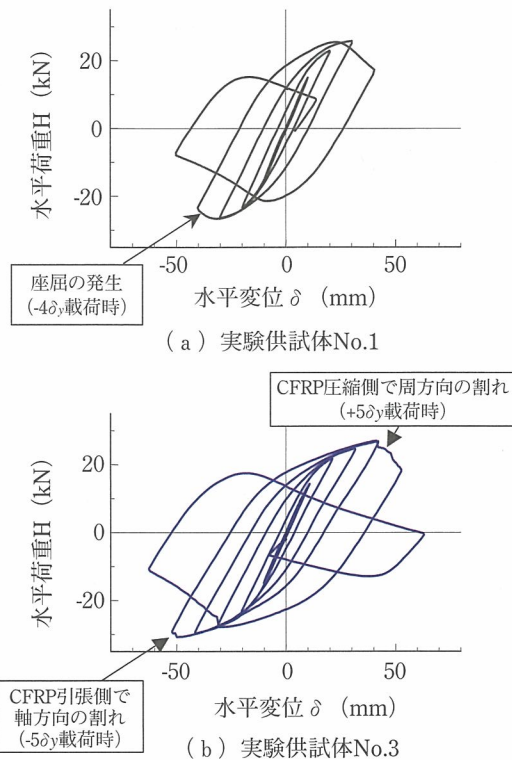 水平荷重H (kN)
20
0
-20
座屈の発生
(-4δy載荷時)
-50
0
50
水平変位δ (mm)
(a) 実験供試体No.1
CFRP圧縮側で周方向の割れ
(+5δy載荷時)
水平荷重H (kN)
20
0
-20
CFRP引張側で
軸方向の割れ
(-5δy載荷時)
-50
0
50
水平変位δ (mm)
(b) 実験供試体No.3